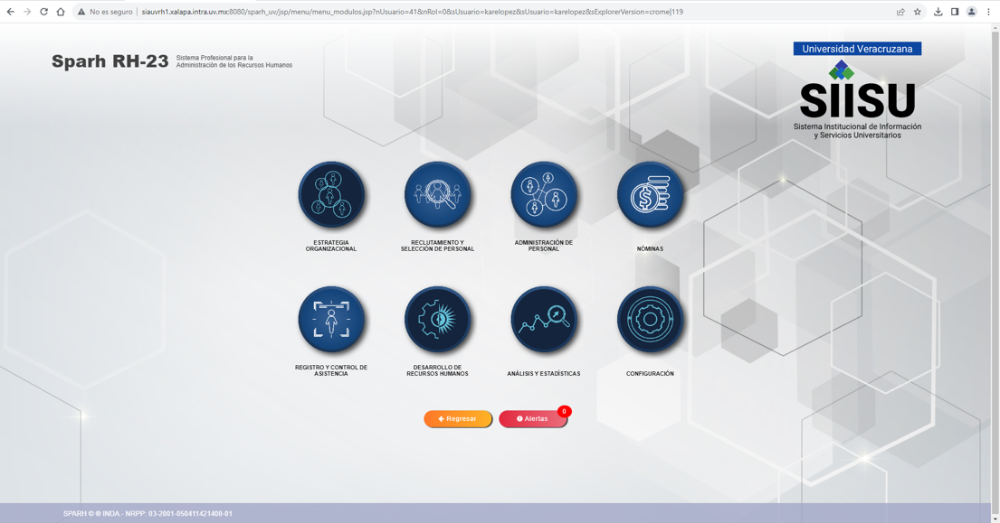 No es seguro
siauvrh1.xalapa.intra.uv.mx:8080/sparh_uv/jsp/menu/menu_modulos.jsp?nUsuario=41&nRol=0&sUsuario=karelopez&sUsuario=karelopez&sExplorerVersion=crome|119
Sparh RH-23
Sistema Profesional para la
Administración de los Recursos Humanos
Universidad Veracruzana
SIISU
Sistema Institucional de Información
y Servicios Universitarios
ESTRATEGIA
ORGANIZACIONAL
RECLUTAMIENTO Y
SELECCIÓN DE PERSONAL
ADMINISTRACIÓN DE
PERSONAL
NÓMINAS
REGISTRO Y CONTROL DE
ASISTENCIA
DESARROLLO DE
RECURSOS HUMANOS
ANÁLISIS Y ESTADÍSTICAS
CONFIGURACIÓN
Regresar
Alertas
0
SPARH © ® INDA.- NRPP: 03-2001-050411421400-01